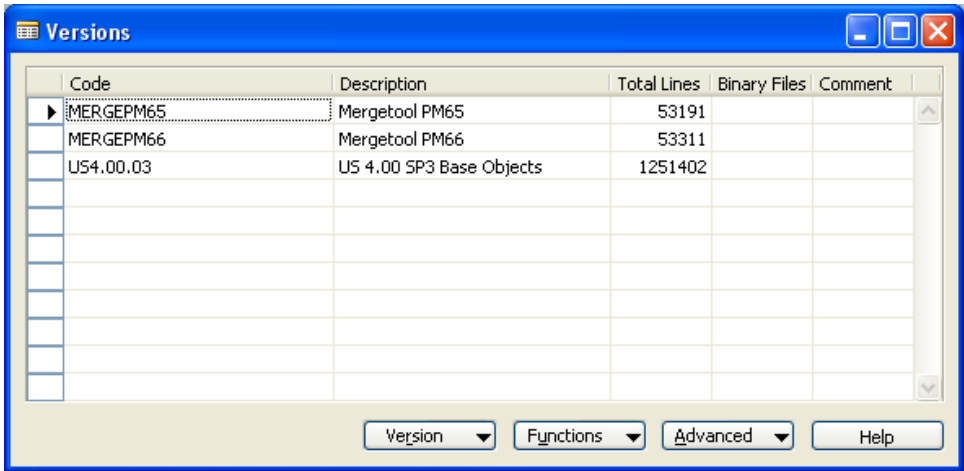 Versions
Code Description Total Lines Binary Files Comment
MERGEPM65 Mergetool PM65 53191
MERGEPM66 Mergetool PM66 53311
US4.00.03 US 4.00 SP3 Base Objects 1251402
Version Functions Advanced Help